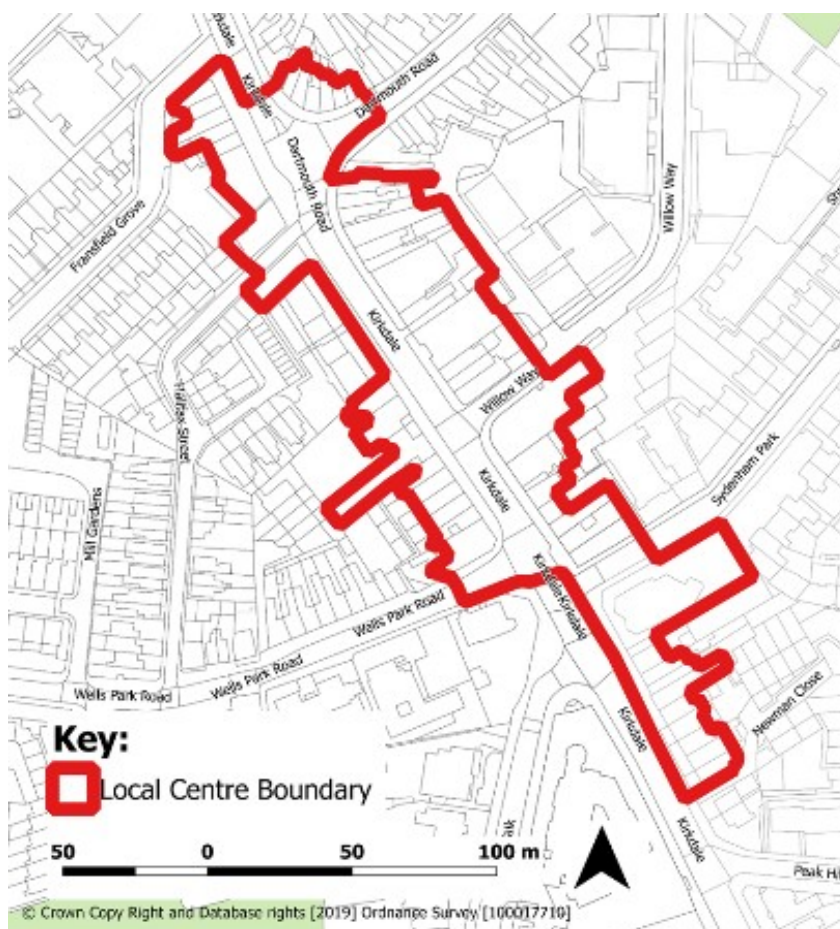 Kirkdale
Kirkdale
Dartmouth Road
Dartmouth Road
Fransfield Grove
Willow Way
Kirkdale
Willow Way
Halifax Street
Kirkdale
Sydenham Park
Mill Gardens
Kirkdale
Kirkdale
Wells Park Road
Wells Park Road
Wells Park Road
Newman Close
Kirkdale
Kirkdale
Key:
Local Centre Boundary
50 0 50 100 m
© Crown Copy Right and Database rights [2019] Ordnance Survey [100017710]